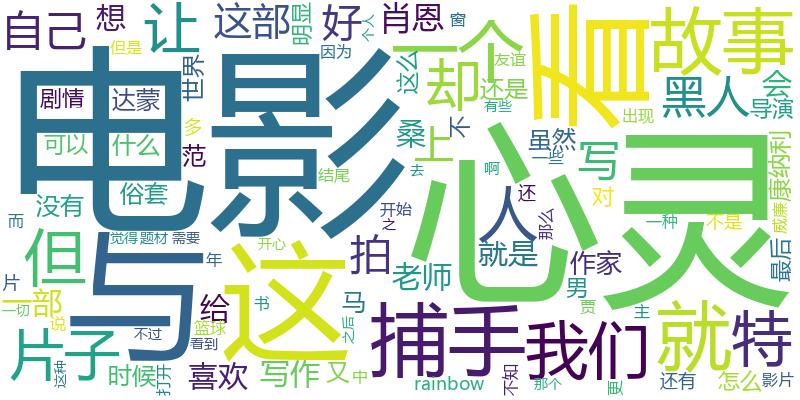 自己 想 让 这部 明显 好 肖恩 个人 窗 一个 看 故事
但是 因为 友谊
世界 却 黑人 会
剧情 达蒙 电影 这么 还是 有些 导演
多 出现
可以 什么 范 桑 上 不 虽然 写 康纳利
俗套 结尾 去 啊 一些 心灵
没有 还 人 对
而 但 与 觉得 题材 需要 开始 之 那么 一种 不是 威廉
开心 这 拍 就是 作家 最后
片 年 老师 男
一部 给 书 马 贾 主
一切 说 不过 篮球 之后 捕手 我们 就 特
片子 看到
这种 时候 打开 喜欢 写作 又 中 rainbow 不知 那个 更 还有 怎么 影片